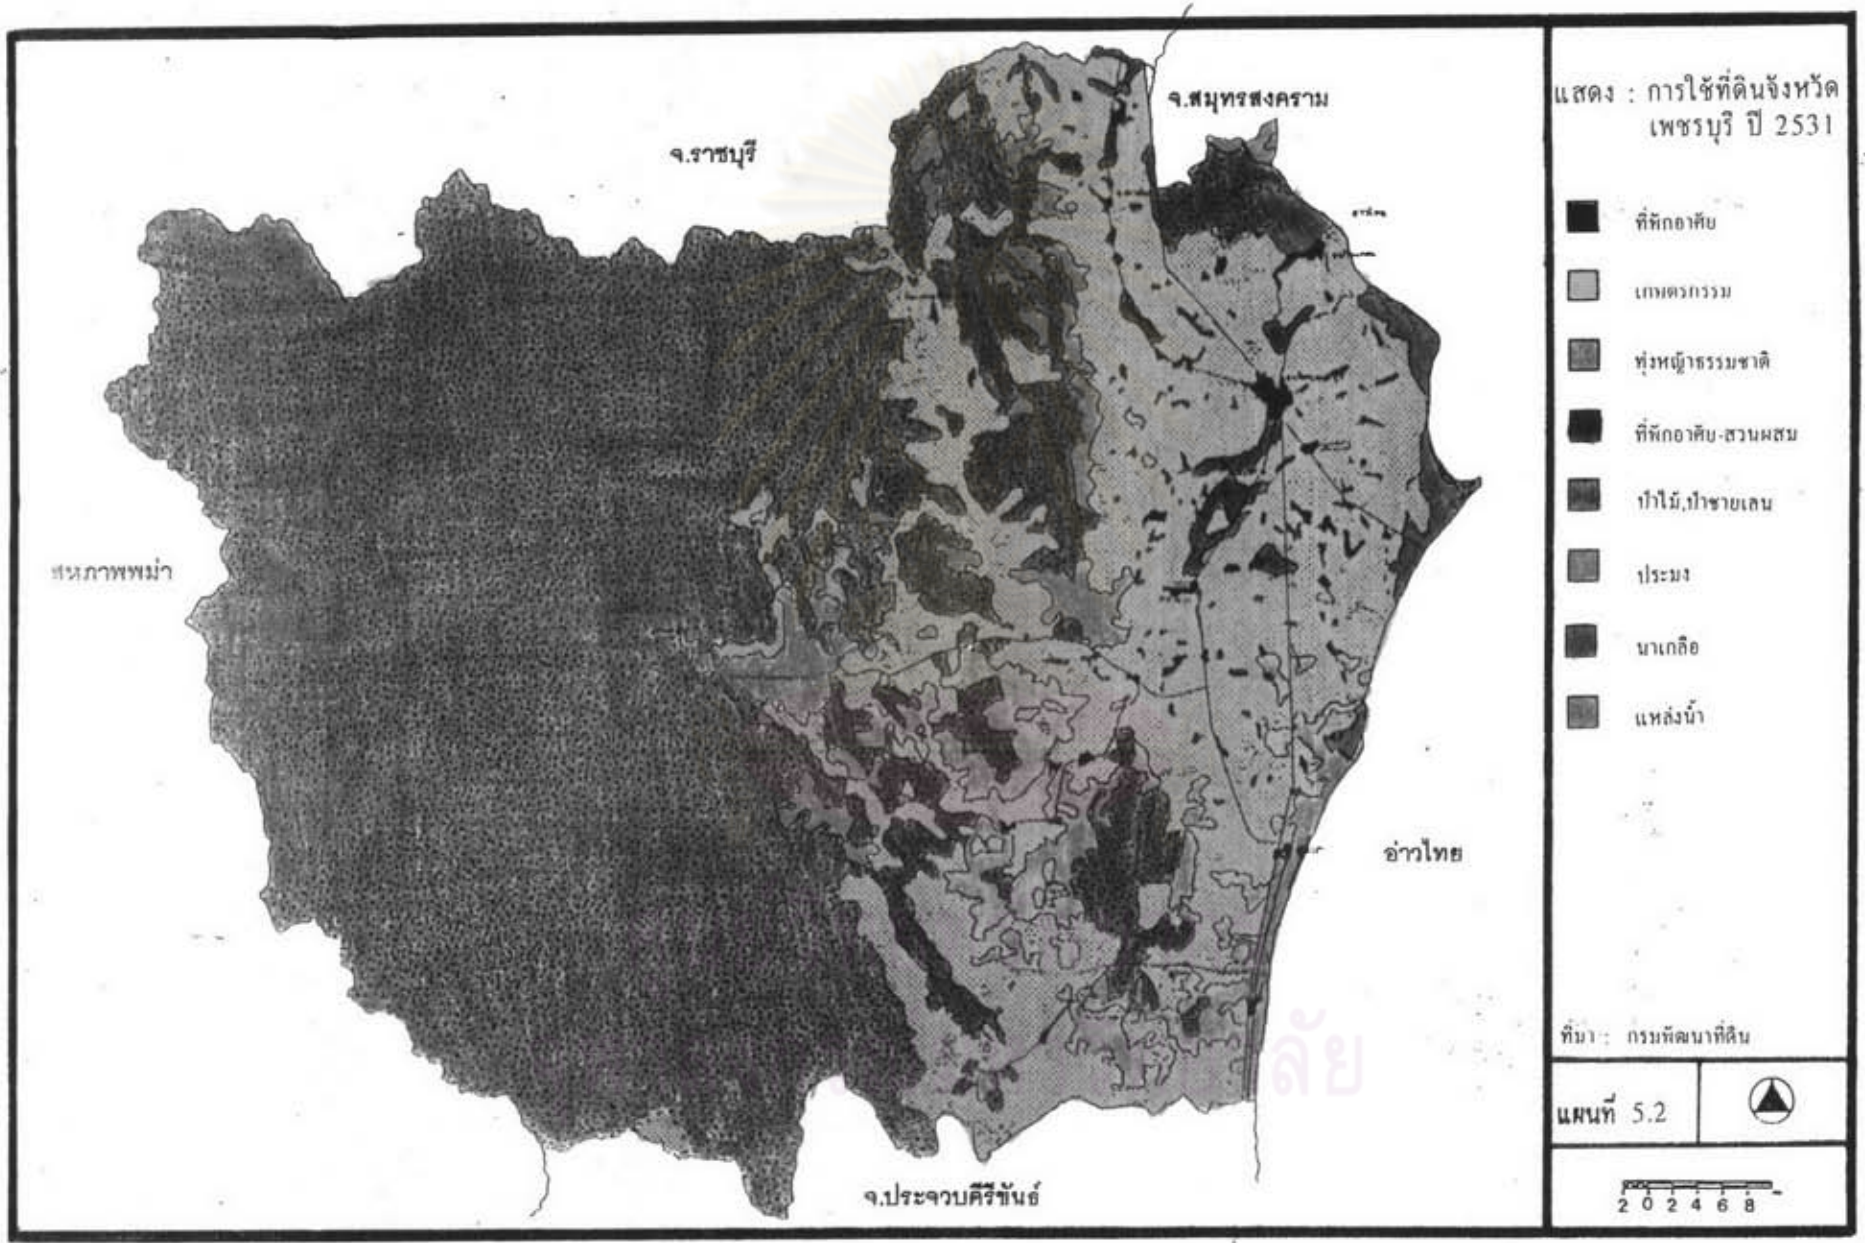 แสดง : การใช้ที่ดินจังหวัด
เพชรบุรี ปี 2531
จ.สมุทรสงคราม
จ.ราชบุรี
ที่พักอาศัย
เกษตรกรรม
ทุ่งหญ้าธรรมชาติ
ที่พักอาศัย-สวนผสม
ป่าไม้,ป่าชายเลน
สหภาพพม่า
ประมง
นาเกลือ
แหล่งน้ำ
อ่าวไทย
ที่มา : กรมพัฒนาที่ดิน
แผนที่ 5.2
จ.ประจวบคีรีขันธ์
2 0 2 4 6 8